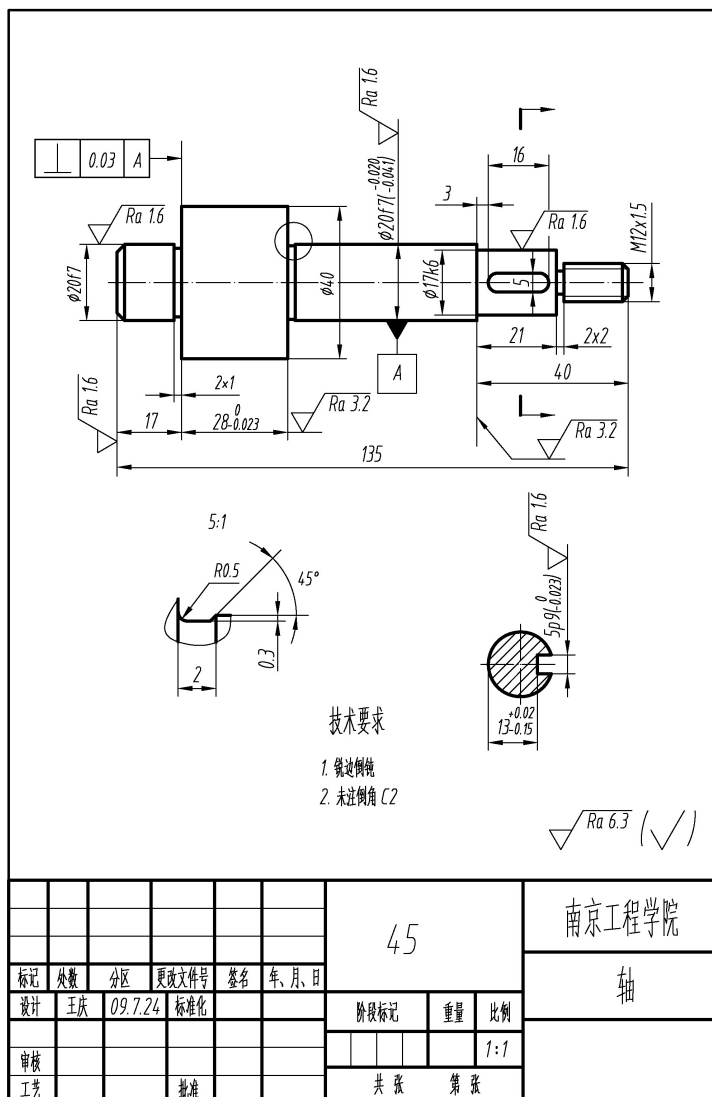 Ra 1.6
16
0.03 A
3
Ra 1.6
Φ20f7(-0.020 -0.041)
Ra 1.6
M12x1.5
Φ20f7
Φ40
Φ17k6
5
2×1
A
21
2x2
Ra 1.6
17
28 0 -0.023
Ra 3.2
40
Ra 3.2
135
5:1
Ra 1.6
R0.5
45°
5p9(0 -0.023)
0.3
2
13 +0.02 -0.15
技术要求
1. 锐边倒钝
2. 未注倒角 C2
Ra 6.3 (√)
45
南京工程学院
标记 处数 分区 更改文件号 签名 年、月、日
轴
设计 王庆 09.7.24 标准化
阶段标记 重量 比例
1:1
审核
工艺 批准
共 张 第 张